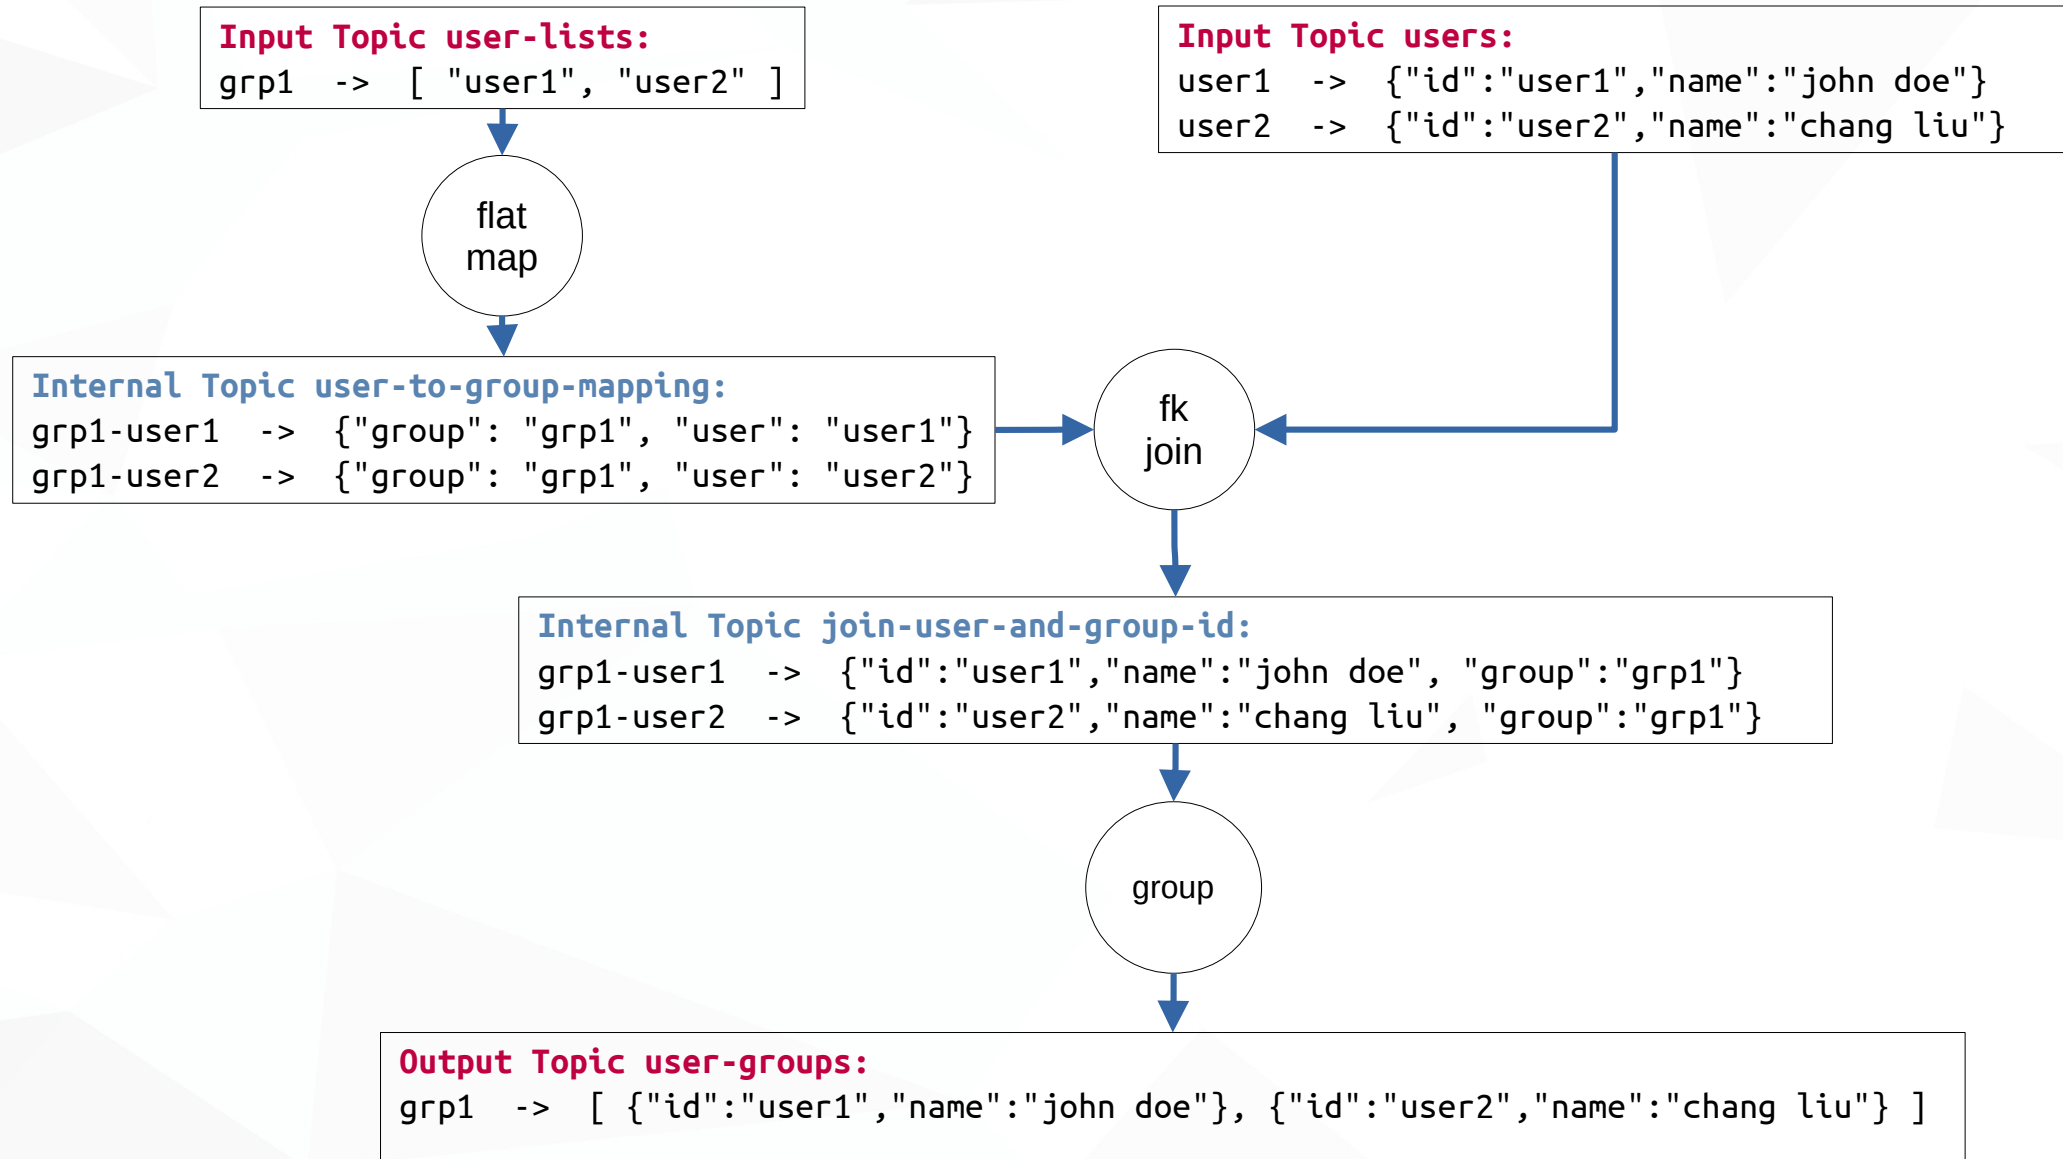 Input Topic user-lists:
grp1  ->  [ "user1", "user2" ]
Input Topic users:
user1  ->  {"id":"user1","name":"john doe"}
user2  ->  {"id":"user2","name":"chang liu"}
flat
map
Internal Topic user-to-group-mapping:
grp1-user1  ->  {"group": "grp1", "user": "user1"}
grp1-user2  ->  {"group": "grp1", "user": "user2"}
fk
join
Internal Topic join-user-and-group-id:
grp1-user1  ->  {"id":"user1","name":"john doe", "group":"grp1"}
grp1-user2  ->  {"id":"user2","name":"chang liu", "group":"grp1"}
group
Output Topic user-groups:
grp1  ->  [ {"id":"user1","name":"john doe"}, {"id":"user2","name":"chang liu"} ]